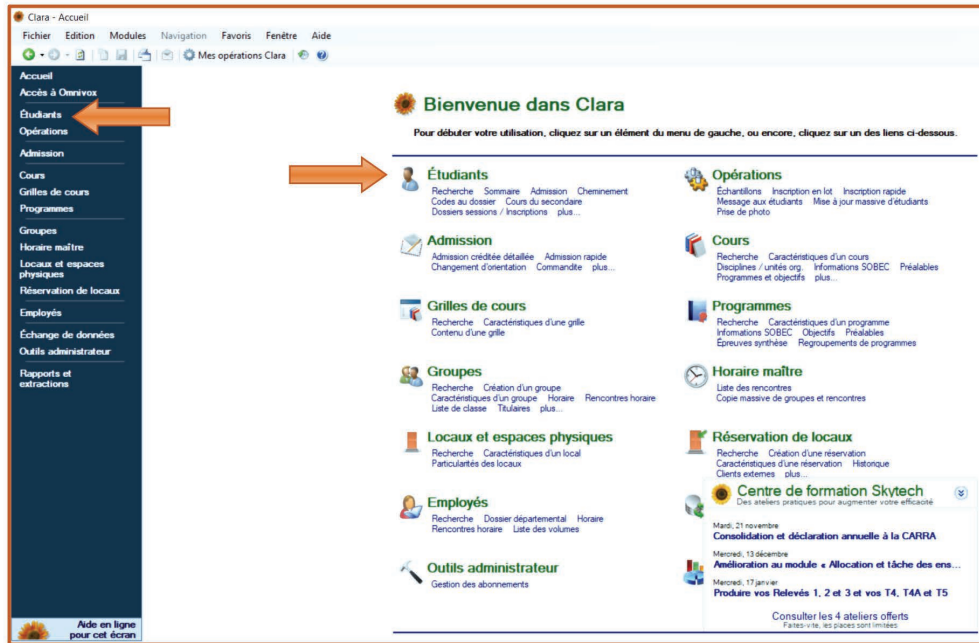 Clara - Accueil
Fichier Edition Modules Navigation Favoris Fenêtre Aide
Mes opérations Clara
Accueil
Accès à Omnivox
Étudiants
Opérations
Admission
Cours
Grilles de cours
Programmes
Groupes
Horaire maître
Locaux et espaces
physiques
Réservation de locaux
Employés
Échange de données
Outils administrateur
Rapports et
extractions
Aide en ligne
pour cet écran
Bienvenue dans Clara
Pour débuter votre utilisation, cliquez sur un élément du menu de gauche, ou encore, cliquez sur un des liens ci-dessous.
Étudiants
Recherche Sommaire Admission Cheminement
Codes au dossier Cours du secondaire
Dossiers sessions / Inscriptions plus...
Opérations
Échantillons Inscription en lot Inscription rapide
Message aux étudiants Mise à jour massive d'étudiants
Prise de photo
Admission
Admission créditée détaillée Admission rapide
Changement d'orientation Commandite plus...
Cours
Recherche Caractéristiques d'un cours
Disciplines / unités org. Informations SOBEC Préalables
Programmes et objectifs plus...
Grilles de cours
Recherche Caractéristiques d'une grille
Contenu d'une grille
Programmes
Recherche Caractéristiques d'un programme
Informations SOBEC Objectifs Préalables
Épreuves synthèse Regroupements de programmes
Groupes
Recherche Création d'un groupe
Caractéristiques d'un groupe Horaire Rencontres horaire
Liste de classe Titulaires plus...
Horaire maître
Liste des rencontres
Copie massive de groupes et rencontres
Locaux et espaces physiques
Recherche Caractéristiques d'un local
Particularités des locaux
Réservation de locaux
Recherche Création d'une réservation
Caractéristiques d'une réservation Historique
Clients externes plus...
Employés
Recherche Dossier départemental Horaire
Rencontres horaire Liste des volumes
Outils administrateur
Gestion des abonnements
Centre de formation Skytech
Des ateliers pratiques pour augmenter votre efficacité
Mardi, 21 novembre
Consolidation et déclaration annuelle à la CARRA
Mercredi, 13 décembre
Amélioration au module « Allocation et tâche des ens...
Mercredi, 17 janvier
Produire vos Relevés 1, 2 et 3 et vos T4, T4A et T5
Consulter les 4 ateliers offerts
Faites-vite, les places sont limitées